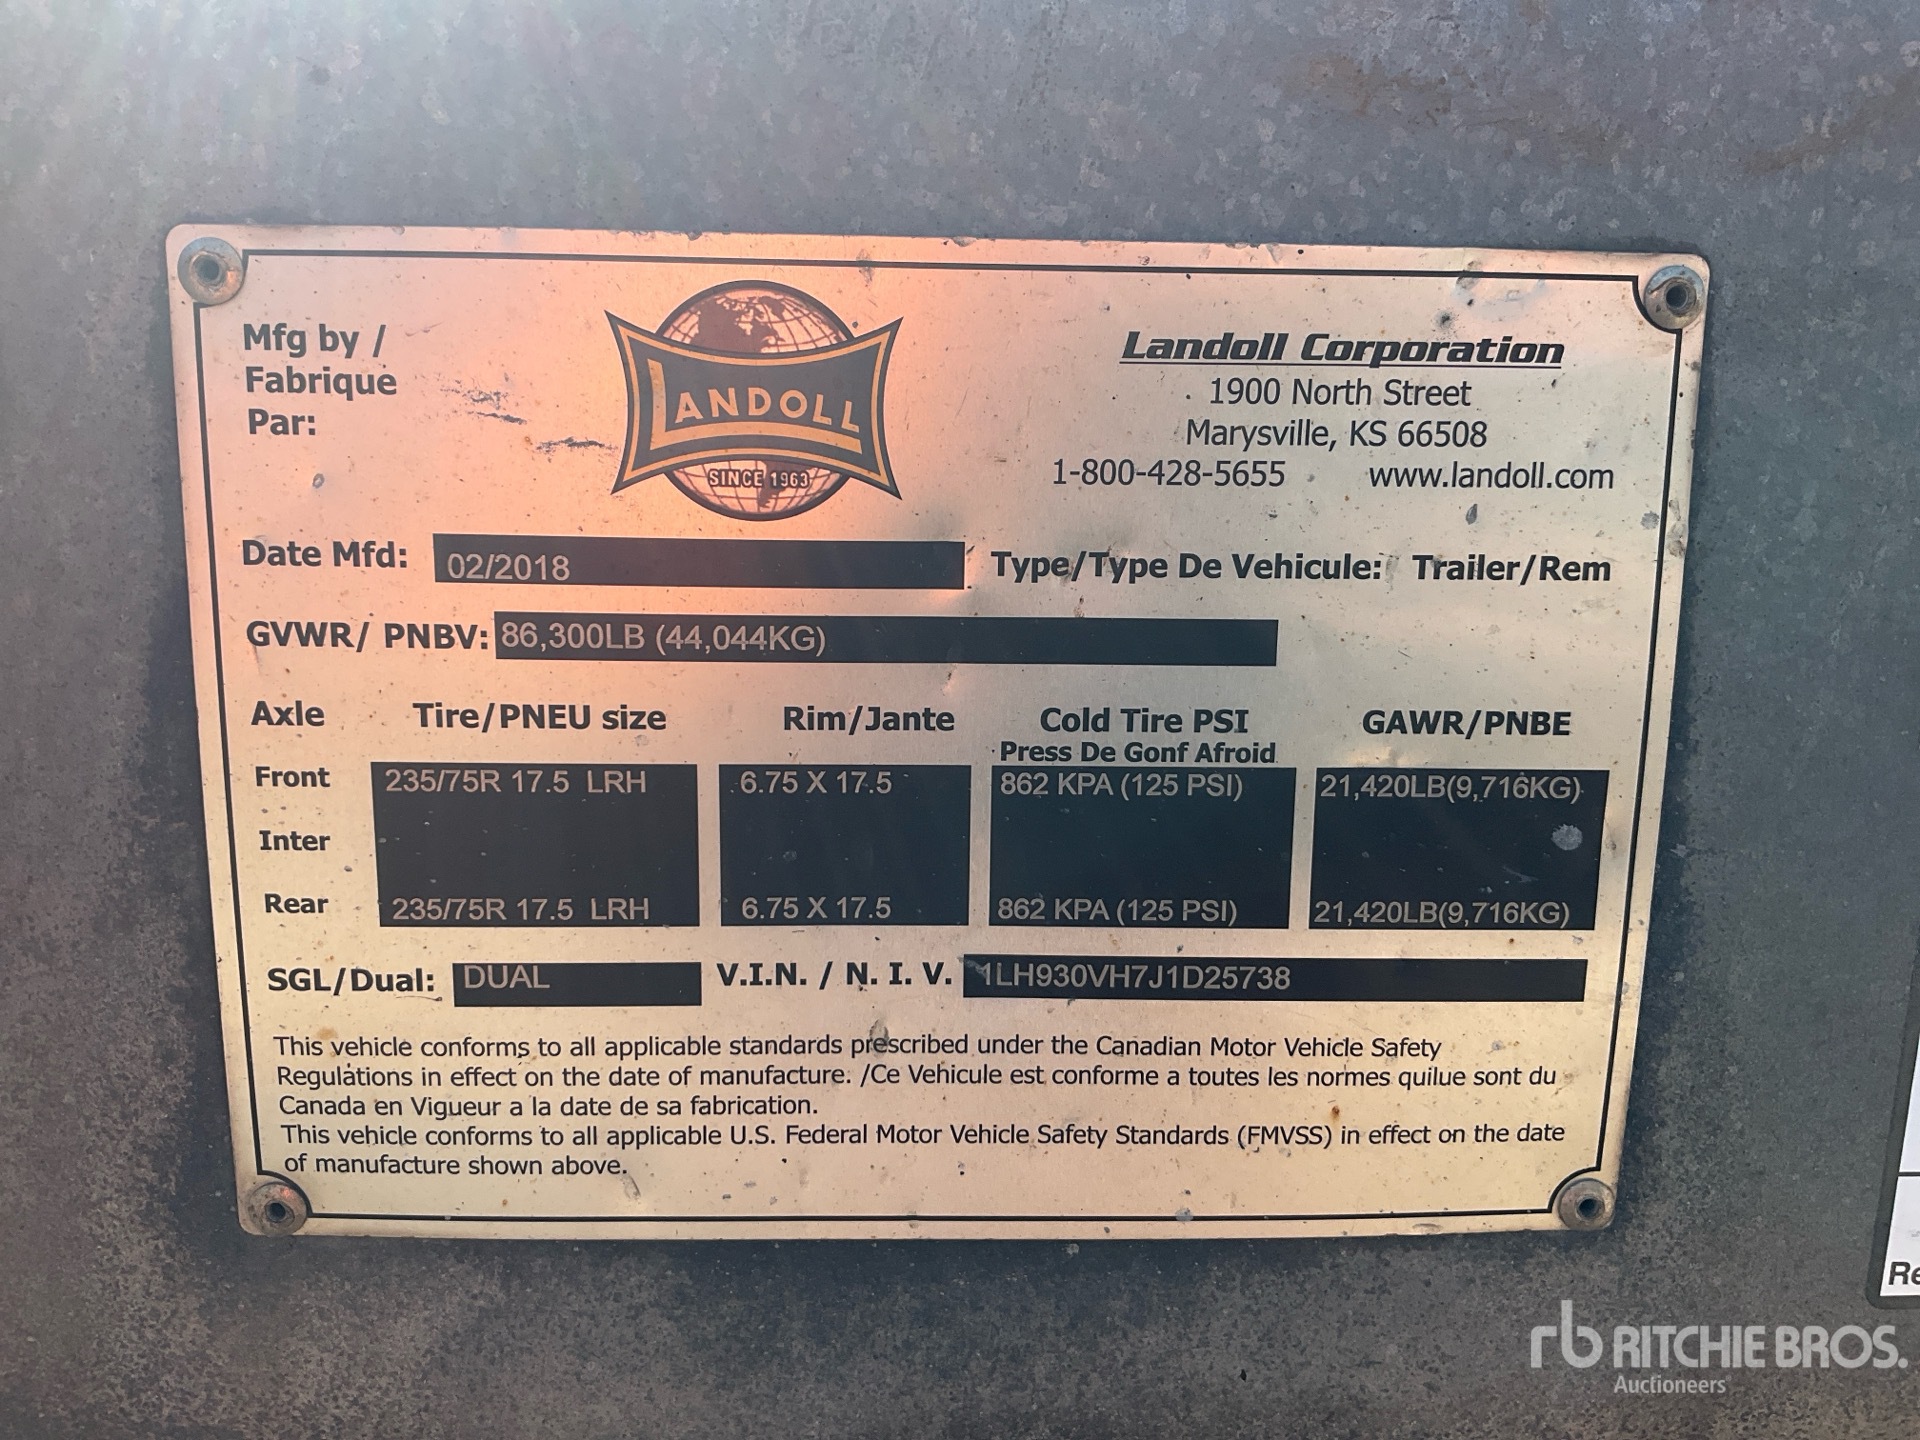 Mfg by /
Fabrique
Par:
LANDOLL
SINCE 1963
Landoll Corporation
1900 North Street
Marysville, KS 66508
1-800-428-5655 www.landoll.com
Date Mfd: 02/2018 Type/Type De Vehicule: Trailer/Rem
GVWR/ PNBV: 86,300LB (44,044KG)
Axle Tire/PNEU size Rim/Jante Cold Tire PSI GAWR/PNBE
Press De Gonf Afroid
Front 235/75R 17.5 LRH 6.75 X 17.5 862 KPA (125 PSI) 21,420LB(9,716KG)
Inter
Rear 235/75R 17.5 LRH 6.75 X 17.5 862 KPA (125 PSI) 21,420LB(9,716KG)
SGL/Dual: DUAL V.I.N. / N. I. V. 1LH930VH7J1D25738
This vehicle conforms to all applicable standards prescribed under the Canadian Motor Vehicle Safety
Regulations in effect on the date of manufacture. /Ce Vehicule est conforme a toutes les normes quilue sont du
Canada en Vigueur a la date de sa fabrication.
This vehicle conforms to all applicable U.S. Federal Motor Vehicle Safety Standards (FMVSS) in effect on the date
of manufacture shown above.
rb RITCHIE BROS.
Auctioneers